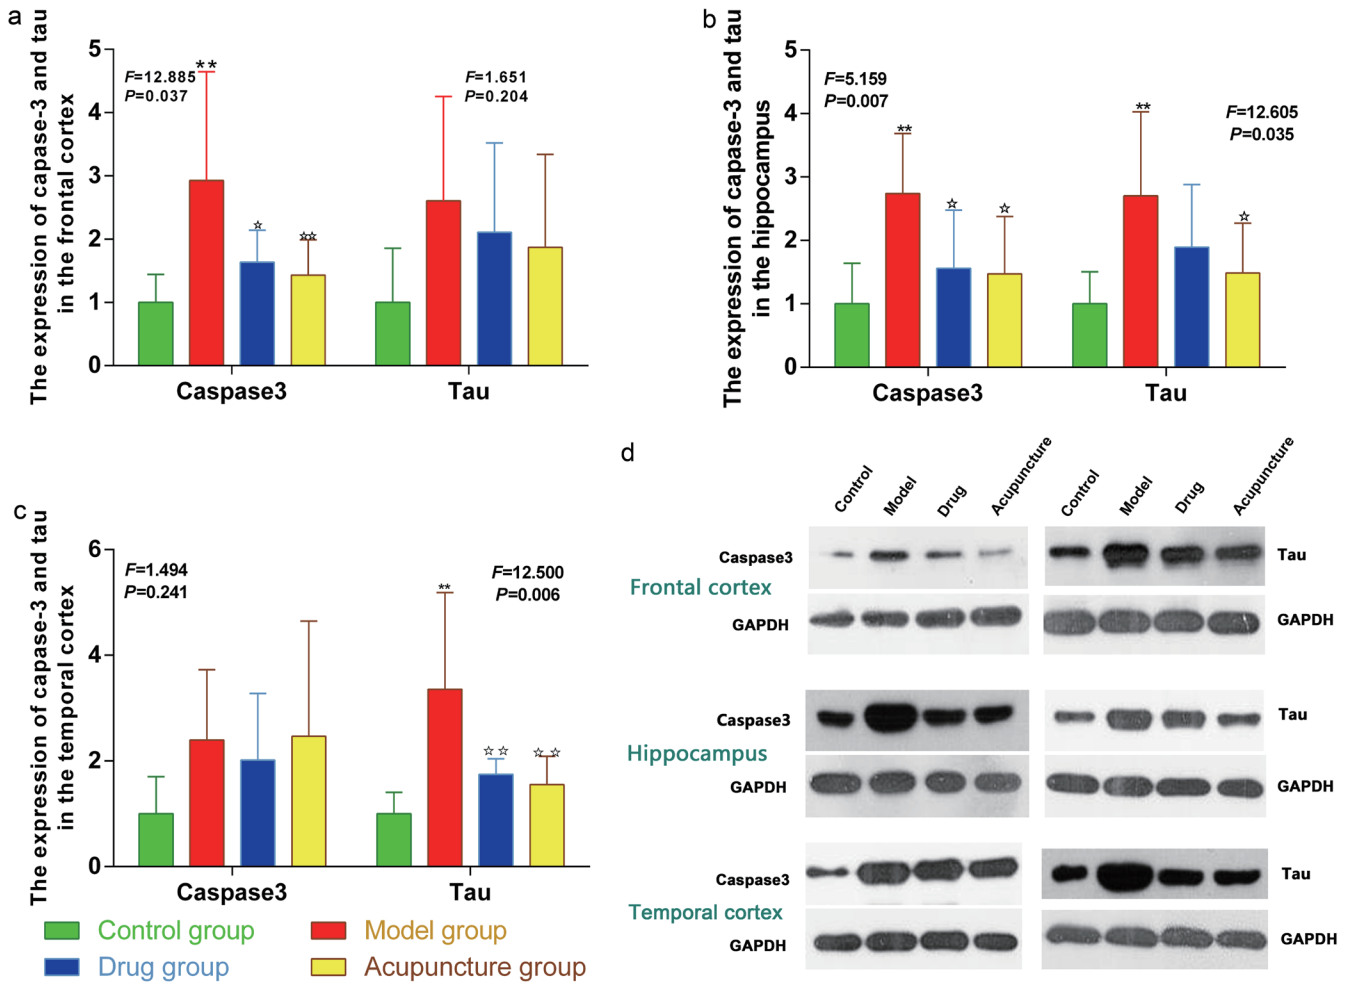 a
The expression of capase-3 and tau
in the frontal cortex
5
4
3
2
1
0
F=12.885
P=0.037
**
☆
☆☆
F=1.651
P=0.204
Caspase3
Tau
b
The expression of capase-3 and tau
in the hippocampus
5
4
3
2
1
0
F=5.159
P=0.007
**
☆
☆
**
☆
F=12.605
P=0.035
Caspase3
Tau
c
The expression of capase-3 and tau
in the temporal cortex
6
4
2
0
F=1.494
P=0.241
F=12.500
P=0.006
**
☆☆
☆☆
Caspase3
Tau
Control group
Model group
Drug group
Acupuncture group
d
Control
Model
Drug
Acupuncture
Control
Model
Drug
Acupuncture
Caspase3
Tau
Frontal cortex
GAPDH
GAPDH
Caspase3
Tau
Hippocampus
GAPDH
GAPDH
Caspase3
Tau
Temporal cortex
GAPDH
GAPDH